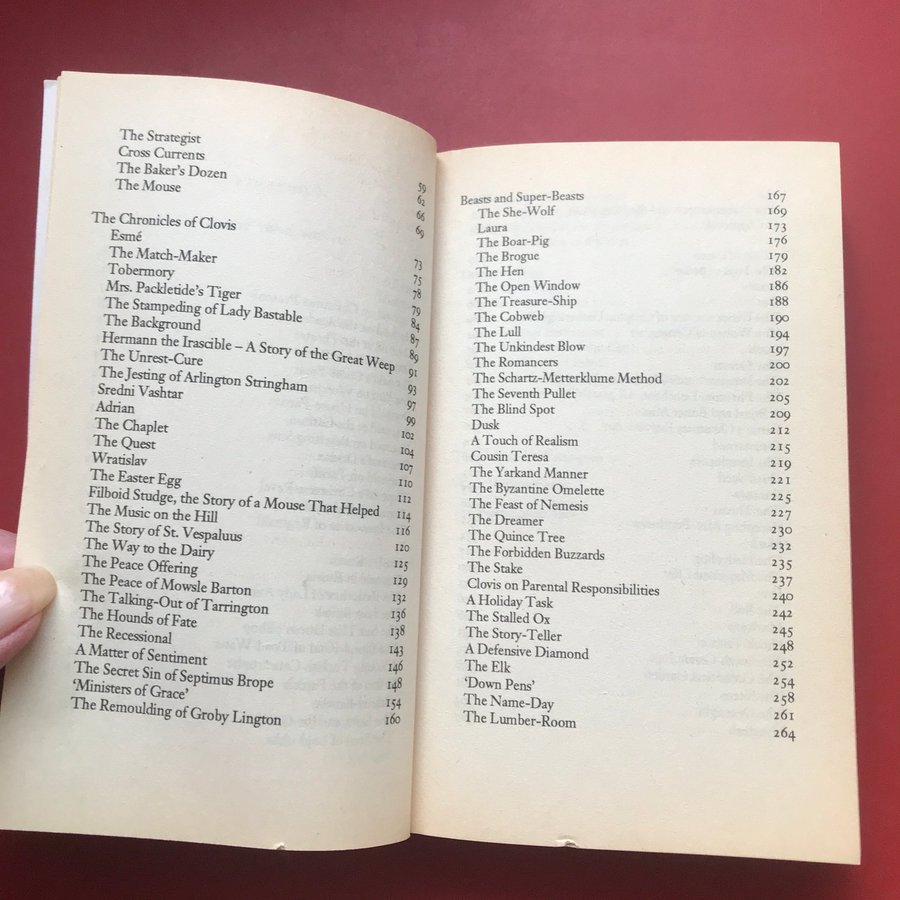 The Strategist 59
Cross Currents 62
The Baker's Dozen 66
The Mouse 69
The Chronicles of Clovis
Esmé 73
The Match-Maker 75
Tobermory 78
Mrs. Packletide's Tiger 79
The Stampeding of Lady Bastable 84
The Background 87
Hermann the Irascible – A Story of the Great Weep 89
The Unrest-Cure 91
The Jesting of Arlington Stringham 93
Sredni Vashtar 97
Adrian 99
The Chaplet 102
The Quest 104
Wratislav 107
The Easter Egg 110
Filboid Studge, the Story of a Mouse That Helped 112
The Music on the Hill 114
The Story of St. Vespaluus 116
The Way to the Dairy 120
The Peace Offering 125
The Peace of Mowsle Barton 129
The Talking-Out of Tarrington 132
The Hounds of Fate 136
The Recessional 138
A Matter of Sentiment 143
The Secret Sin of Septimus Brope 146
'Ministers of Grace' 148
The Remoulding of Groby Lington 154
160
Beasts and Super-Beasts 167
The She-Wolf 169
Laura 173
The Boar-Pig 176
The Brogue 179
The Hen 182
The Open Window 186
The Treasure-Ship 188
The Cobweb 190
The Lull 194
The Unkindest Blow 197
The Romancers 200
The Schartz-Metterklume Method 202
The Seventh Pullet 205
The Blind Spot 209
Dusk 212
A Touch of Realism 215
Cousin Teresa 219
The Yarkand Manner 221
The Byzantine Omelette 225
The Feast of Nemesis 227
The Dreamer 230
The Quince Tree 232
The Forbidden Buzzards 235
The Stake 237
Clovis on Parental Responsibilities 240
A Holiday Task 242
The Stalled Ox 245
The Story-Teller 248
A Defensive Diamond 252
The Elk 254
'Down Pens' 258
The Name-Day 261
The Lumber-Room 264